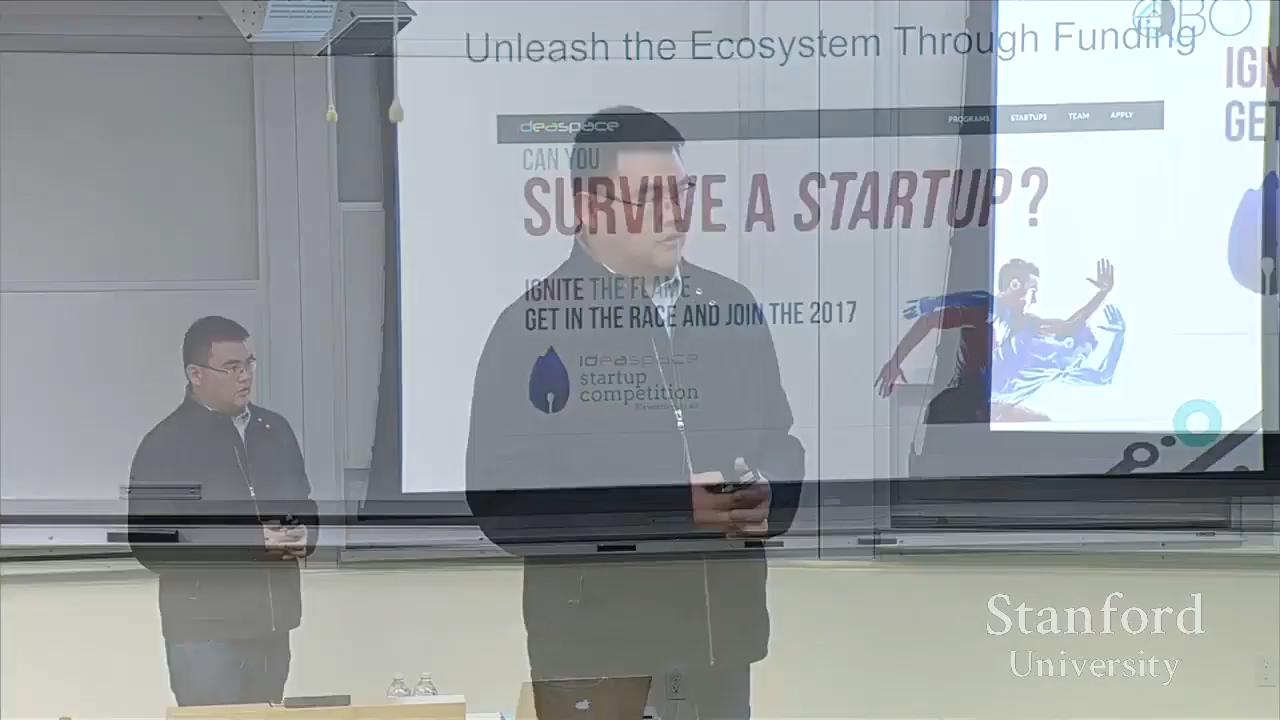 Unleash the Ecosystem Through Funding
QBO
IGN
GET
ideaspace
PROGRAMS STARTUPS TEAM APPLY
CAN YOU
SURVIVE A STARTUP?
IGNITE THE FLAME
GET IN THE RACE AND JOIN THE 2017
ideaspace
startup
competition
Stanford
University